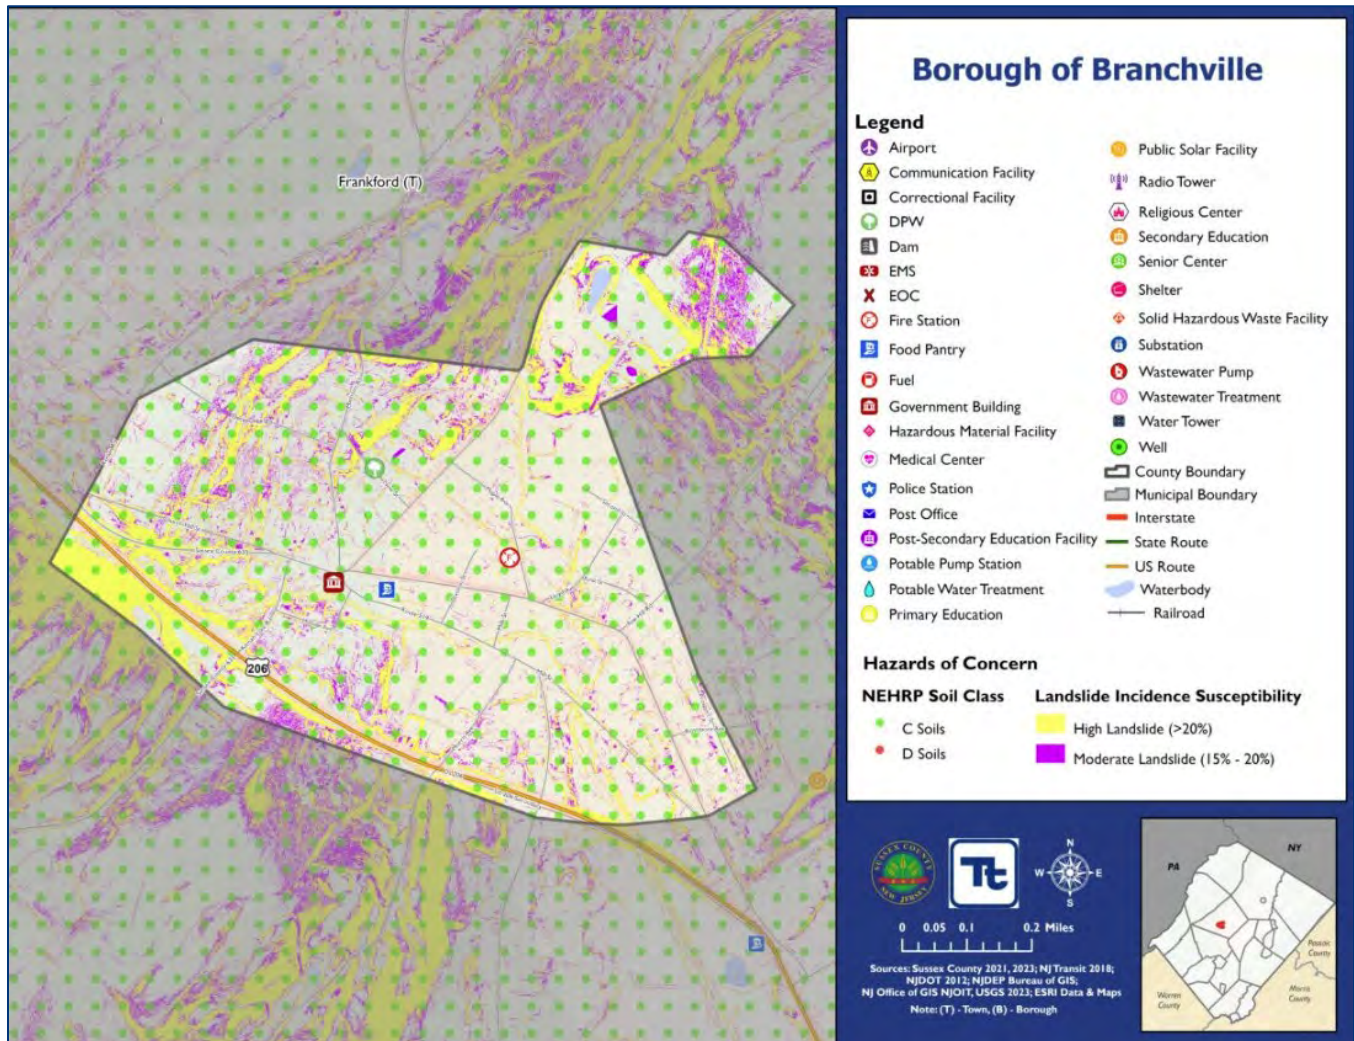 Borough of Branchville
Legend
Airport
Communication Facility
Correctional Facility
DPW
Dam
EMS
EOC
Fire Station
Food Pantry
Fuel
Government Building
Hazardous Material Facility
Medical Center
Police Station
Post Office
Post-Secondary Education Facility
Potable Pump Station
Potable Water Treatment
Primary Education
Public Solar Facility
Radio Tower
Religious Center
Secondary Education
Senior Center
Shelter
Solid Hazardous Waste Facility
Substation
Wastewater Pump
Wastewater Treatment
Water Tower
Well
County Boundary
Municipal Boundary
Interstate
State Route
US Route
Waterbody
Railroad
Hazards of Concern
NEHRP Soil Class
C Soils
D Soils
Landslide Incidence Susceptibility
High Landslide (>20%)
Moderate Landslide (15% - 20%)
Frankford (T)
206
SUSSEX COUNTY
NEW JERSEY
Tt
N
W
E
S
0 0.05 0.1 0.2 Miles
Sources: Sussex County 2021, 2023; NJ Transit 2018;
NJDOT 2012; NJDEP Bureau of GIS;
NJ Office of GIS NJOIT, USGS 2023; ESRI Data & Maps
Note: (T) - Town, (B) - Borough
PA
NY
Passaic
County
Morris
County
Warren
County